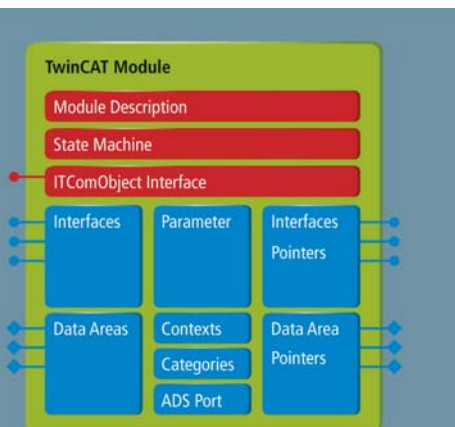 TwinCAT Module
Module Description
State Machine
ITComObject Interface
Interfaces
Parameter
Interfaces
Pointers
Data Areas
Contexts
Categories
ADS Port
Data Area
Pointers